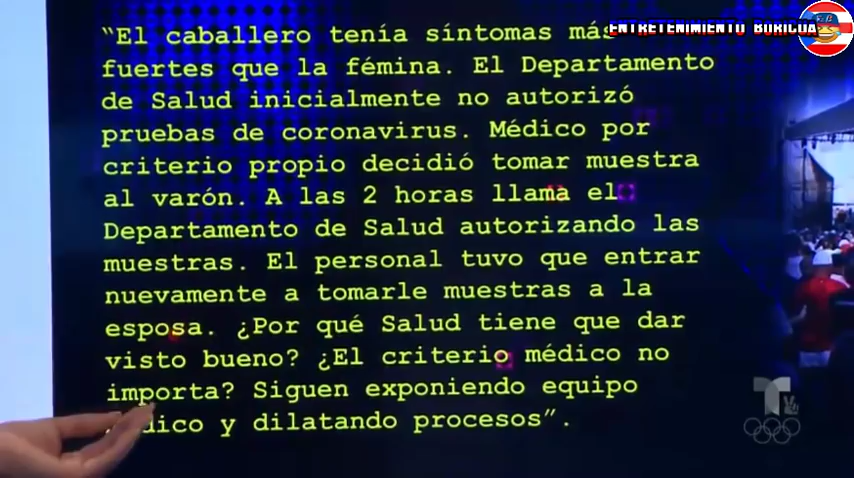 ENTRETENIMIENTO BORICUA
“El caballero tenía síntomas más
fuertes que la fémina. El Departamento
de Salud inicialmente no autorizó
pruebas de coronavirus. Médico por
criterio propio decidió tomar muestra
al varón. A las 2 horas llama el
Departamento de Salud autorizando las
muestras. El personal tuvo que entrar
nuevamente a tomarle muestras a la
esposa. ¿Por qué Salud tiene que dar
visto bueno? ¿El criterio médico no
importa? Siguen exponiendo equipo
y dilatando procesos”.